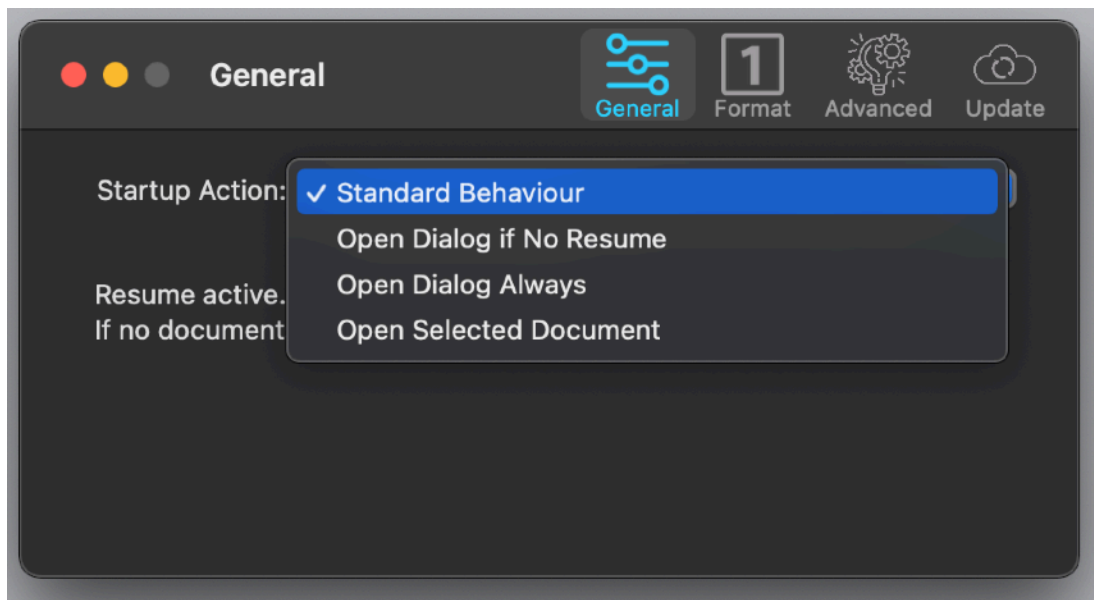 General
General
1
Format
Advanced
Update
Startup Action:
✓ Standard Behaviour
Open Dialog if No Resume
Open Dialog Always
Open Selected Document
Resume active.
If no document